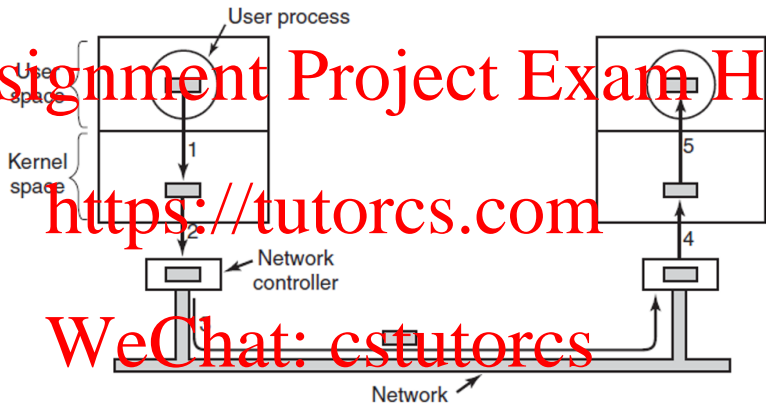 User process
User
space
signment Project Exam H
1
5
Kernel
space
https://tutorcs.com
2
4
Network
controller
3
WeChat: cstutorcs
Network